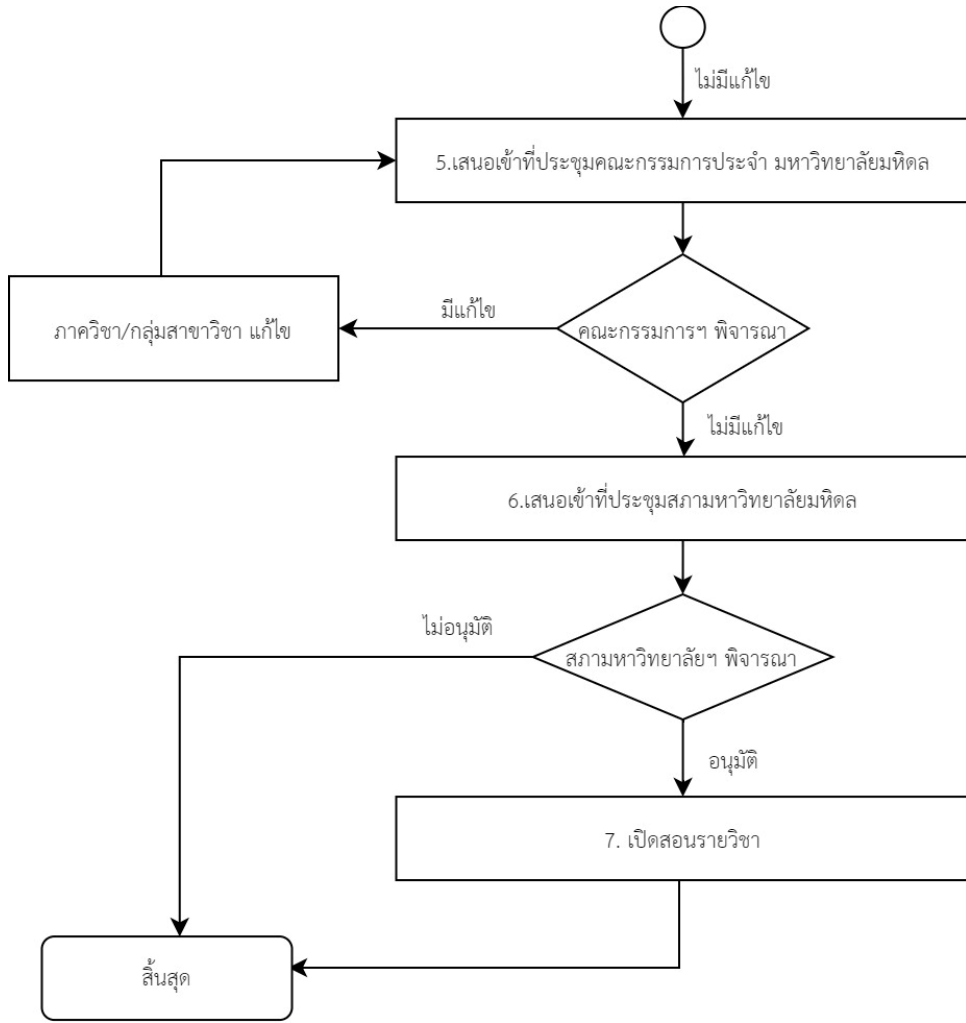 ไม่มีแก้ไข
5.เสนอเข้าที่ประชุมคณะกรรมการประจำ มหาวิทยาลัยมหิดล
มีแก้ไข
ภาควิชา/กลุ่มสาขาวิชา แก้ไข
คณะกรรมการฯ พิจารณา
ไม่มีแก้ไข
6.เสนอเข้าที่ประชุมสภามหาวิทยาลัยมหิดล
ไม่อนุมัติ
สภามหาวิทยาลัยฯ พิจารณา
อนุมัติ
7. เปิดสอนรายวิชา
สิ้นสุด